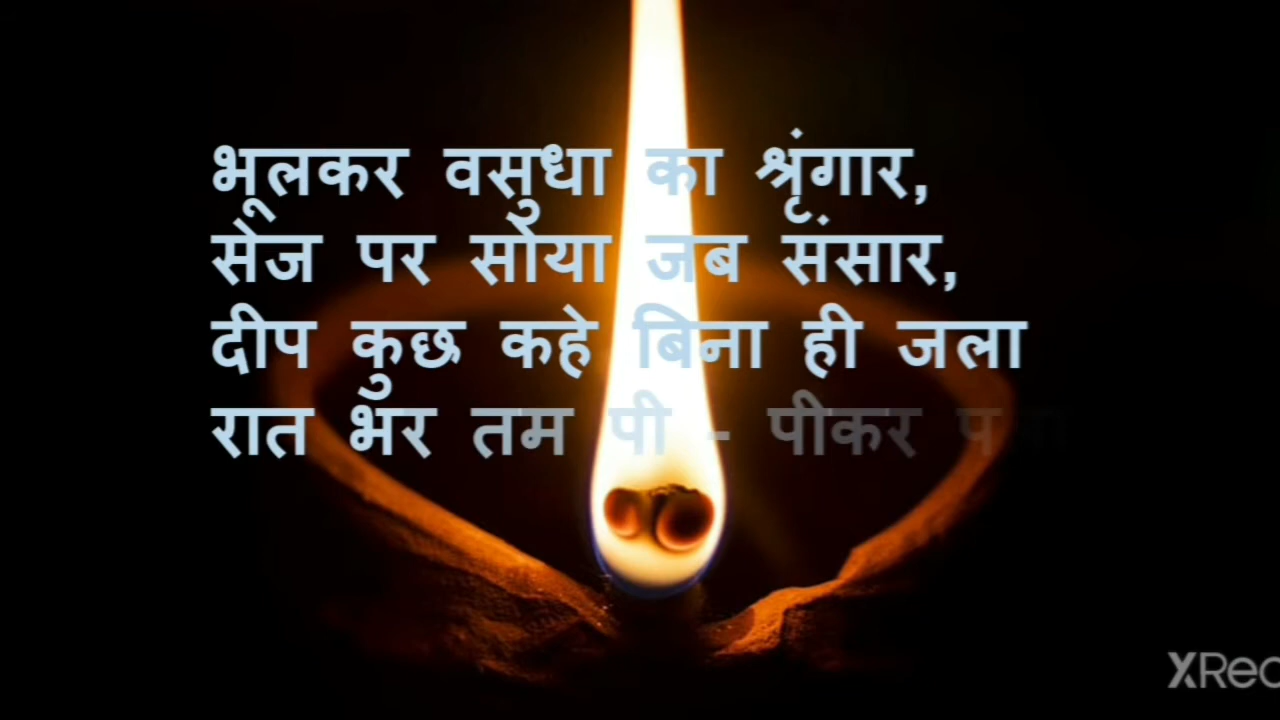 भूलकर वसुधा का श्रृंगार,
सेज पर सोया जब संसार,
दीप कुछ कहे बिना ही जला
रात भर तम पी - पीकर
XRec